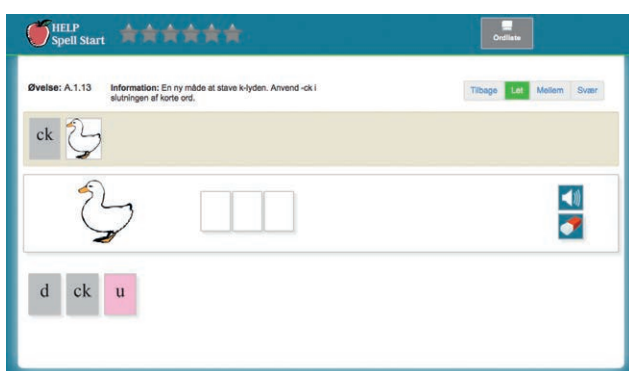 HELP
Spell Start
Ordliste
Øvelse: A.1.13 Information: En ny måde at stave k-lyden. Anvend -ck i
slutningen af korte ord.
Tilbage Let Mellem Svær
ck
d ck u